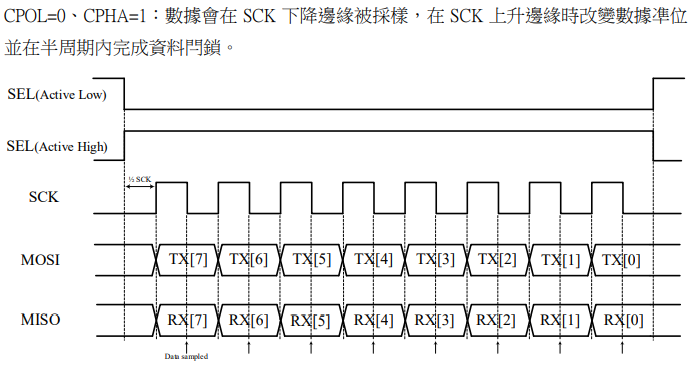 CPOL=0、CPHA=1：數據會在 SCK 下降邊緣被採樣，在 SCK 上升邊緣時改變數據準位
並在半周期內完成資料閂鎖。
SEL(Active Low)
SEL(Active High)
½ SCK
SCK
MOSI TX[7] TX[6] TX[5] TX[4] TX[3] TX[2] TX[1] TX[0]
MISO RX[7] RX[6] RX[5] RX[4] RX[3] RX[2] RX[1] RX[0]
Data sampled